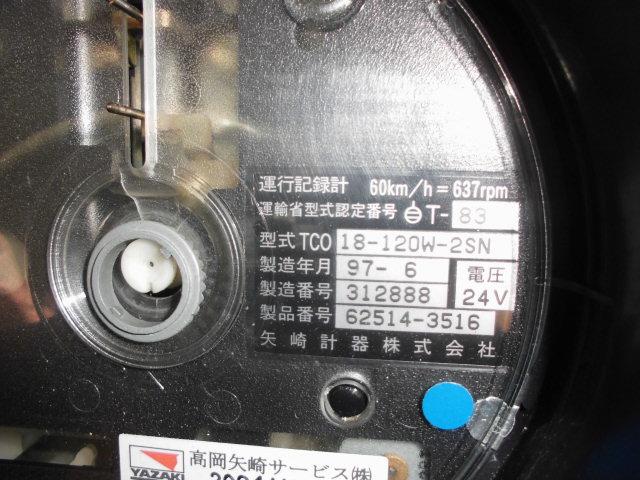 運行記録計 60km/h=637rpm
運輸省型式認定番号 T-83
型式TCO 18-120W-2SN
製造年月 97- 6 電圧
製造番号 312888 24V
製品番号 62514-3516
矢崎計器株式会社
YAZAKI 高岡矢崎サービス㈱